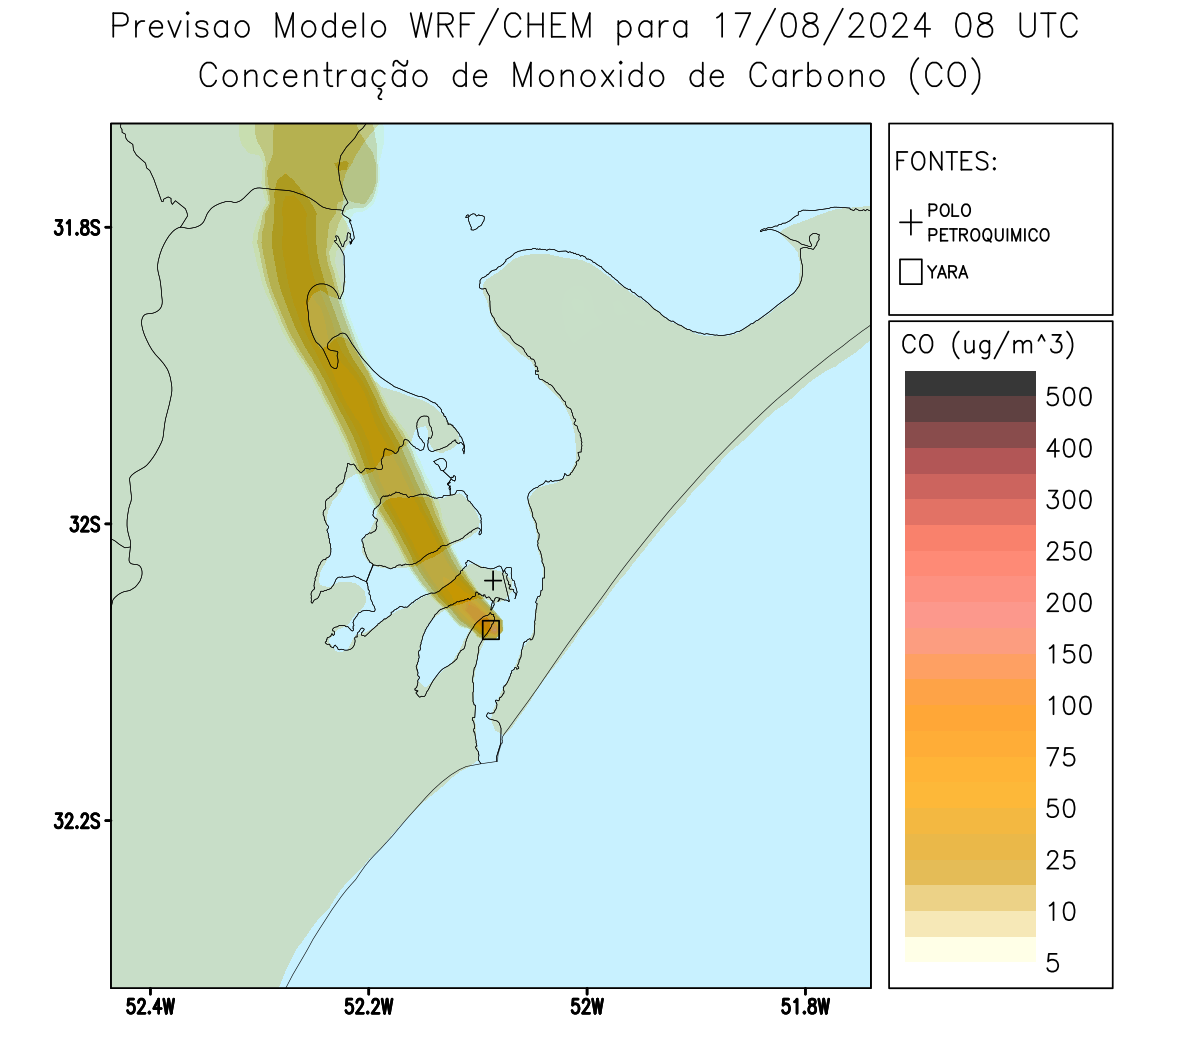 Previsao Modelo WRF/CHEM para 17/08/2024 08 UTC
Concentração de Monoxido de Carbono (CO)
FONTES:
POLO
PETROQUIMICO
YARA
CO (ug/m^3)
500
400
300
250
200
150
100
75
50
25
10
5
31.8S
32S
32.2S
52.4W
52.2W
52W
51.8W